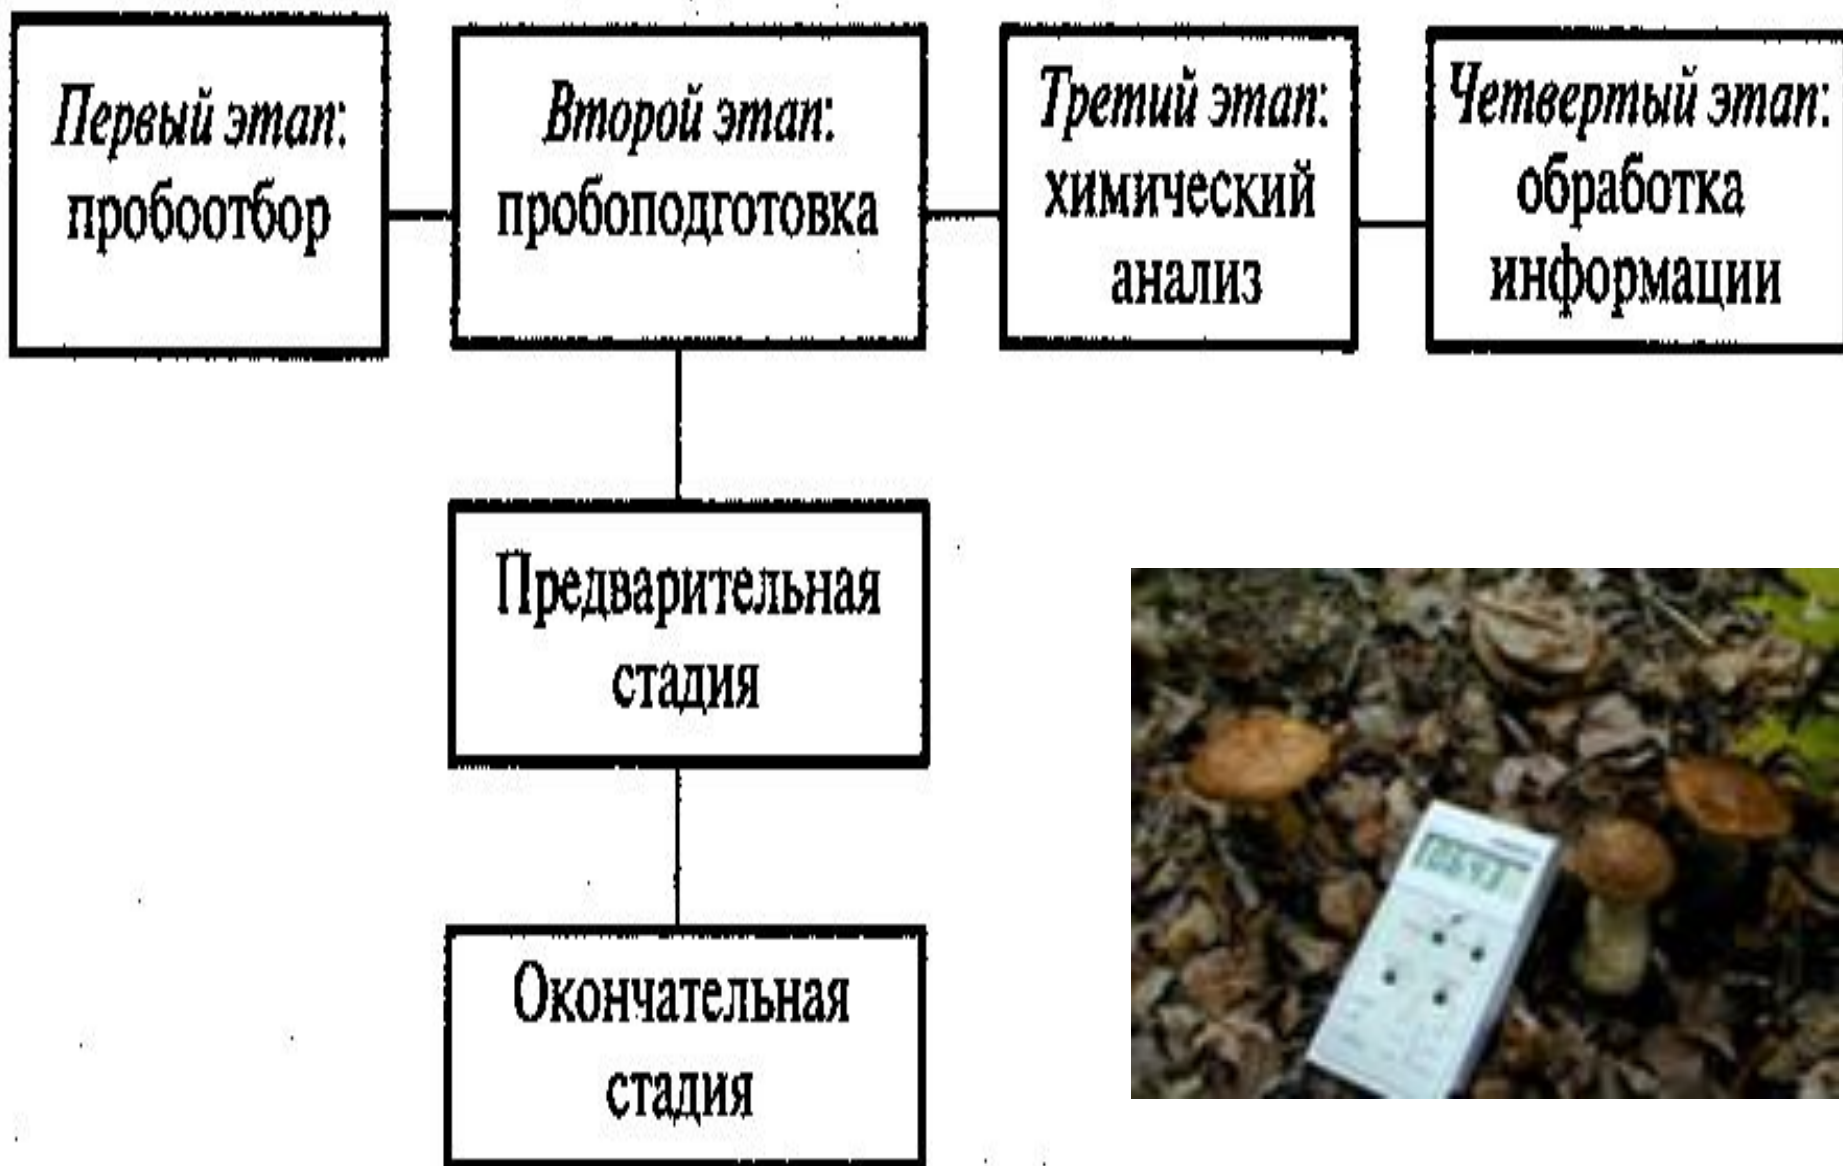 Первый этап:
пробоотбор
Второй этап:
пробоподготовка
Третий этап:
химический
анализ
Четвертый этап:
обработка
информации
Предварительная
стадия
Окончательная
стадия